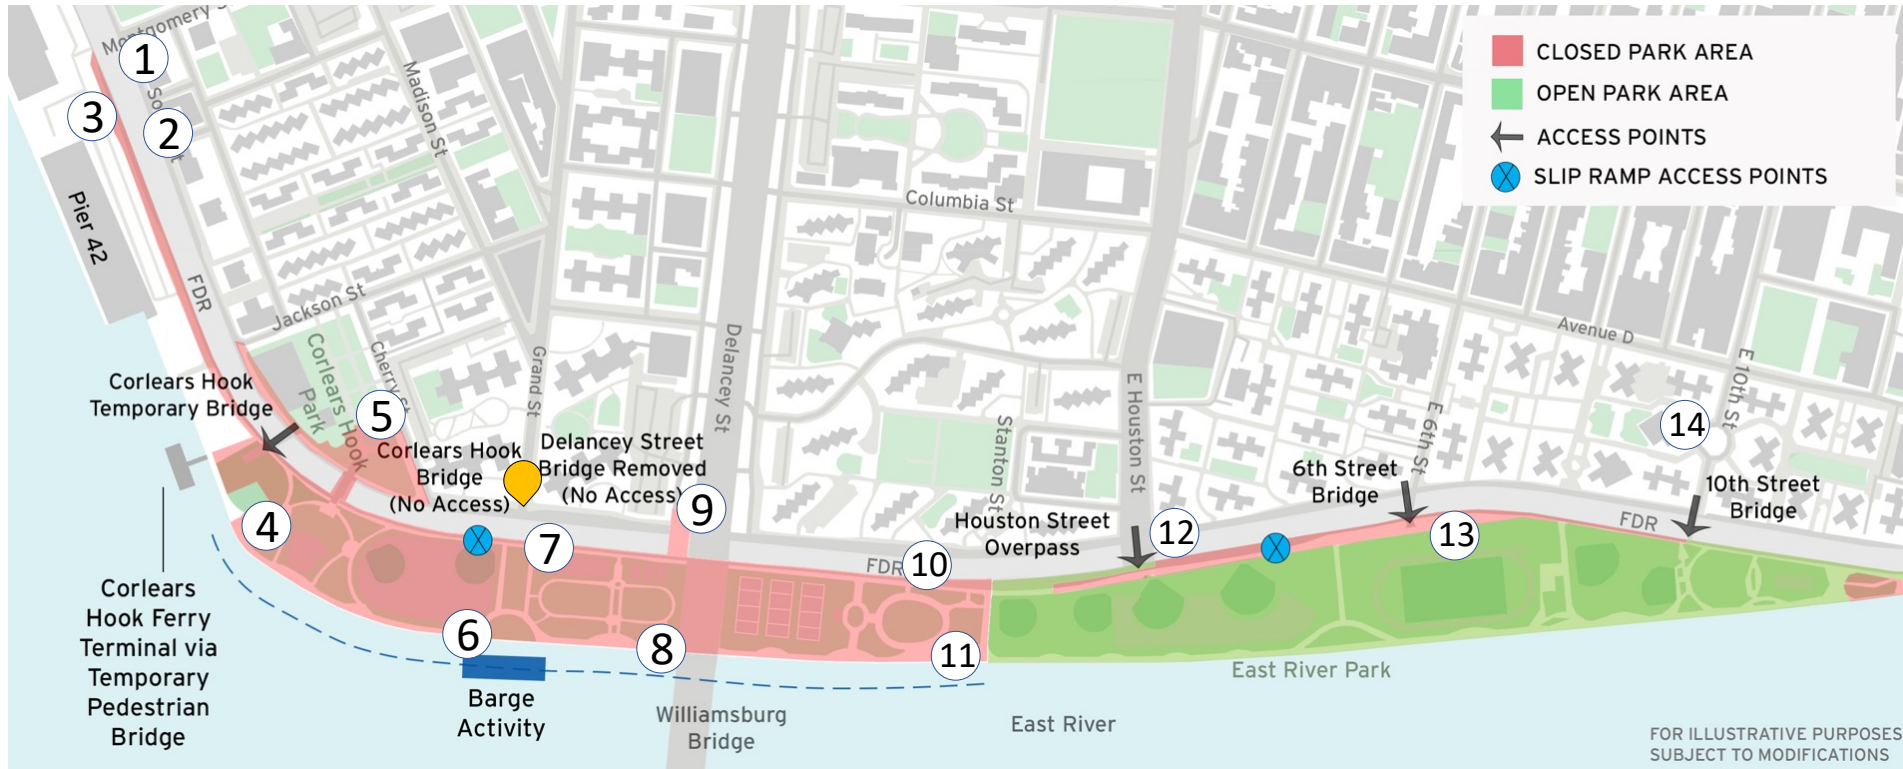 Montgomery S
1
So
t
2
3
Pier 42
FDR
Madison St
Jackson St
Corlears Hook
Park
Corlears Hook
Cherry St
5
Corlears Hook
Temporary Bridge
4
Corlears
Hook Ferry
Terminal via
Temporary
Pedestrian
Bridge
Grand St
Corlears Hook
Bridge
(No Access)
Delancey Street
Bridge Removed
(No Access)
Delancey St
7
9
6
8
Barge
Activity
Williamsburg
Bridge
Columbia St
Stanton St
FDR
10
11
East River
Houston Street
Overpass
E Houston St
12
6th Street
Bridge
E 6th St
13
Avenue D
E 10th St
14
10th Street
Bridge
FDR
East River Park
CLOSED PARK AREA
OPEN PARK AREA
ACCESS POINTS
SLIP RAMP ACCESS POINTS
FOR ILLUSTRATIVE PURPOSES
SUBJECT TO MODIFICATIONS